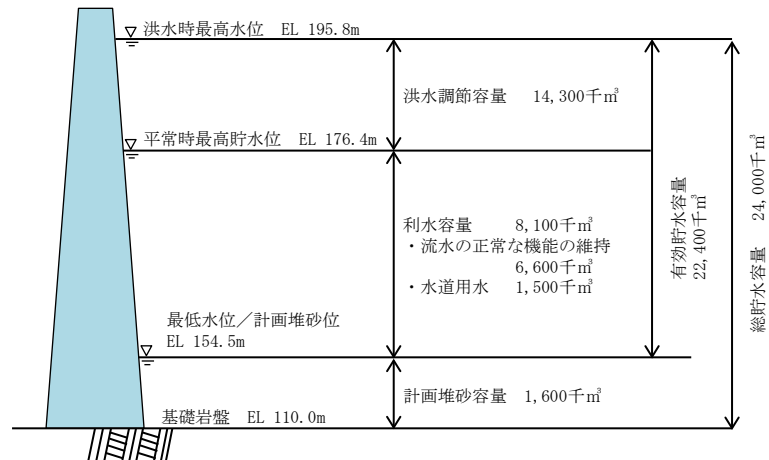 洪水時最高水位 EL 195.8m
洪水調節容量 14,300千㎥
平常時最高貯水位 EL 176.4m
利水容量 8,100千㎥
・流水の正常な機能の維持
6,600千㎥
・水道用水 1,500千㎥
有効貯水容量
22,400千㎥
総貯水容量 24,000千㎥
最低水位／計画堆砂位
EL 154.5m
計画堆砂容量 1,600千㎥
基礎岩盤 EL 110.0m